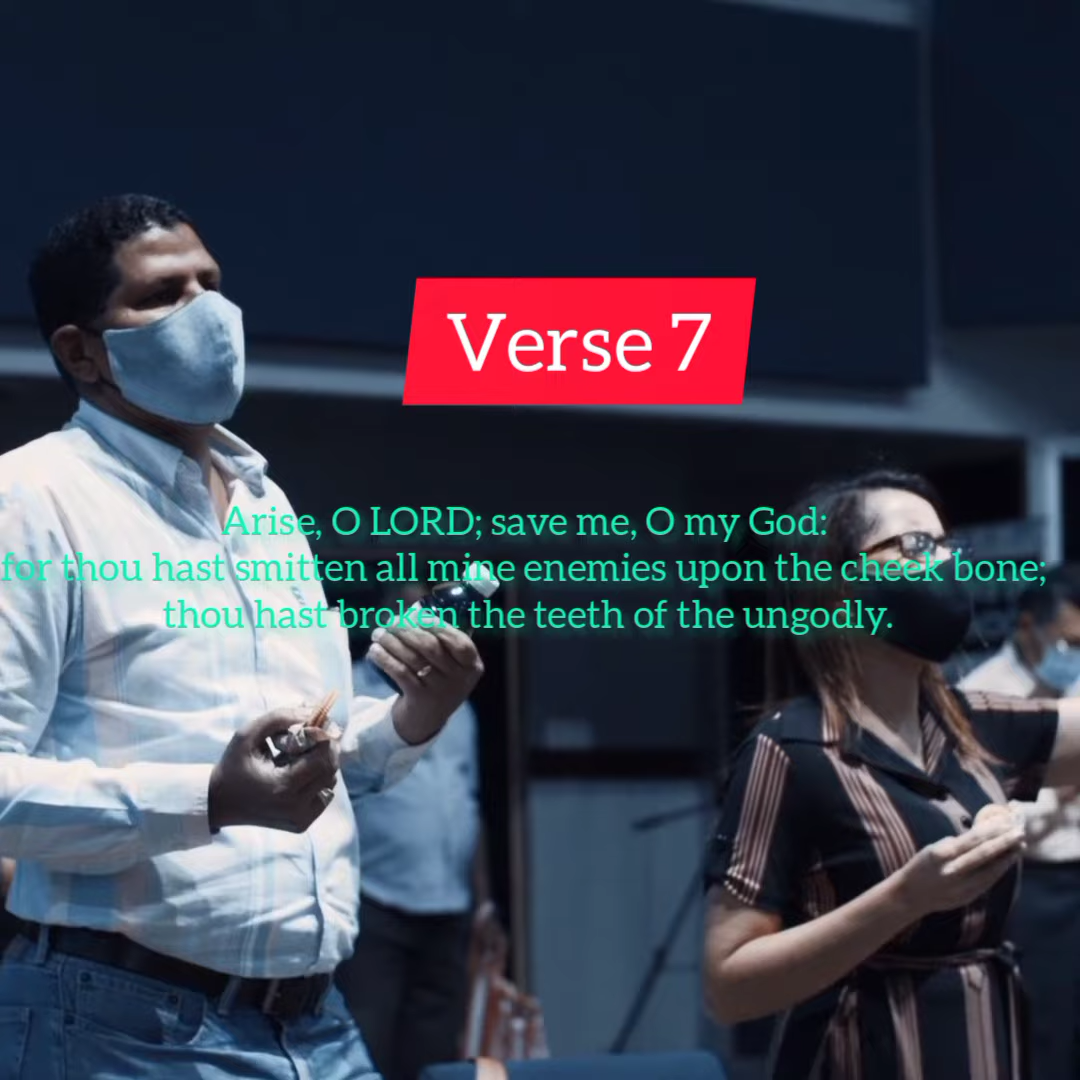 Verse 7
Arise, O LORD; save me, O my God:
for thou hast smitten all mine enemies upon the cheek bone;
thou hast broken the teeth of the ungodly.